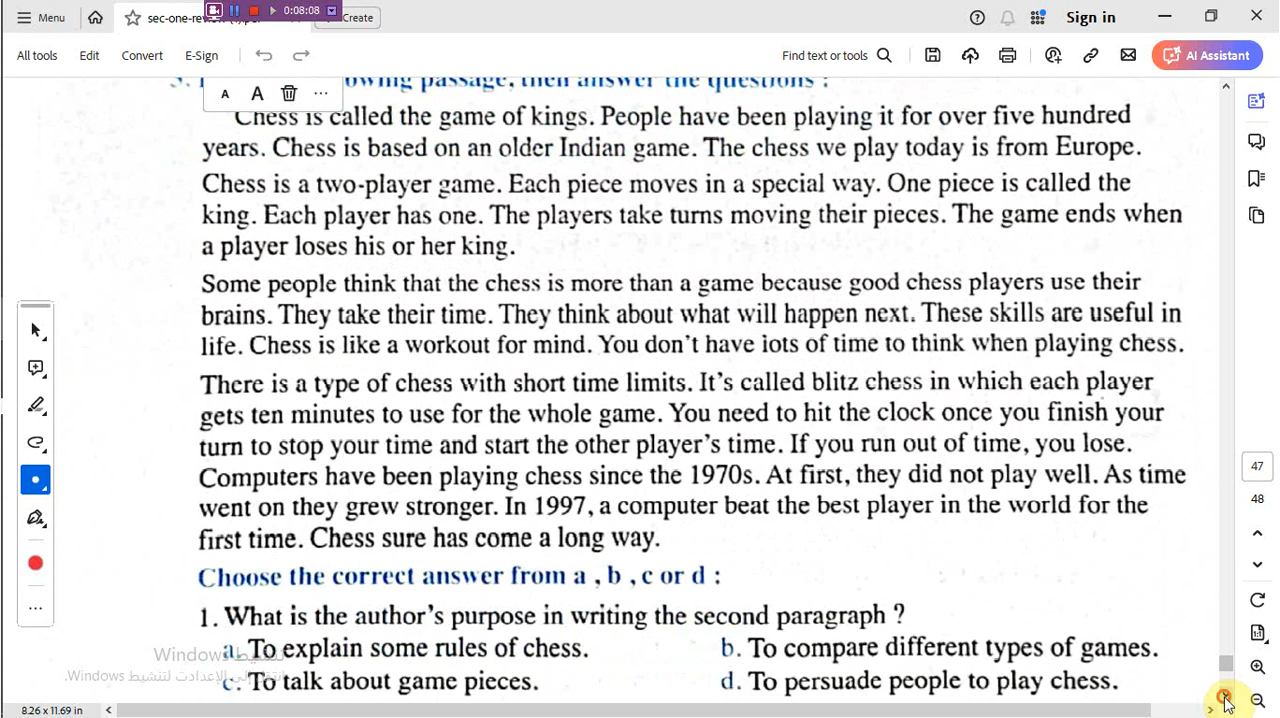 Menu
sec-one-re
0:08:08
Create
Sign in
All tools
Edit
Convert
E-Sign
Find text or tools
AI Assistant
owing passage, then answer the questions :
Chess is called the game of kings. People have been playing it for over five hundred
years. Chess is based on an older Indian game. The chess we play today is from Europe.
Chess is a two-player game. Each piece moves in a special way. One piece is called the
king. Each player has one. The players take turns moving their pieces. The game ends when
a player loses his or her king.
Some people think that the chess is more than a game because good chess players use their
brains. They take their time. They think about what will happen next. These skills are useful in
life. Chess is like a workout for mind. You don't have lots of time to think when playing chess.
There is a type of chess with short time limits. It's called blitz chess in which each player
gets ten minutes to use for the whole game. You need to hit the clock once you finish your
turn to stop your time and start the other player's time. If you run out of time, you lose.
Computers have been playing chess since the 1970s. At first, they did not play well. As time
went on they grew stronger. In 1997, a computer beat the best player in the world for the
first time. Chess sure has come a long way.
Choose the correct answer from a , b , c or d :
1. What is the author's purpose in writing the second paragraph ?
a. To explain some rules of chess.
b. To compare different types of games.
c. To talk about game pieces.
d. To persuade people to play chess.
تنشيط Windows
انتقل إلى الإعدادات لتنشيط Windows.
47
48
8.26 x 11.69 in